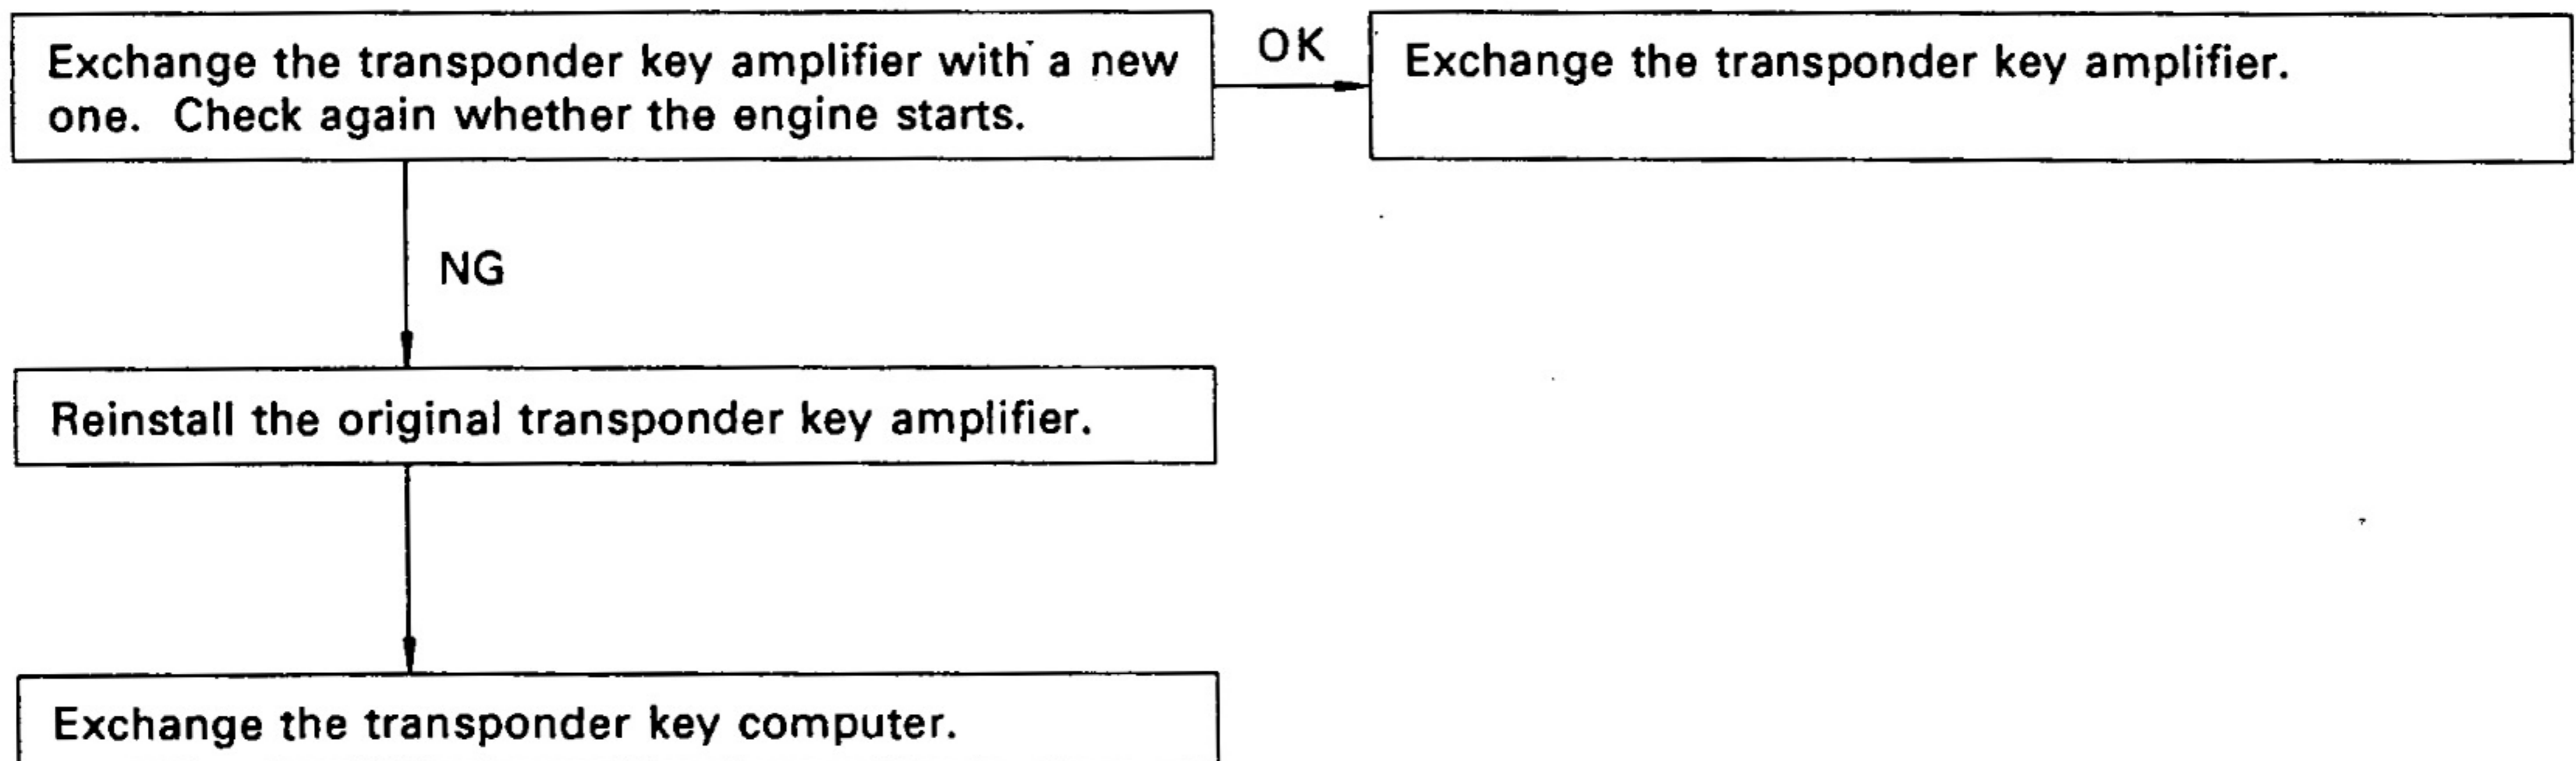 Exchange the transponder key amplifier with a new
one. Check again whether the engine starts.
OK
Exchange the transponder key amplifier.
NG
Reinstall the original transponder key amplifier.
Exchange the transponder key computer.